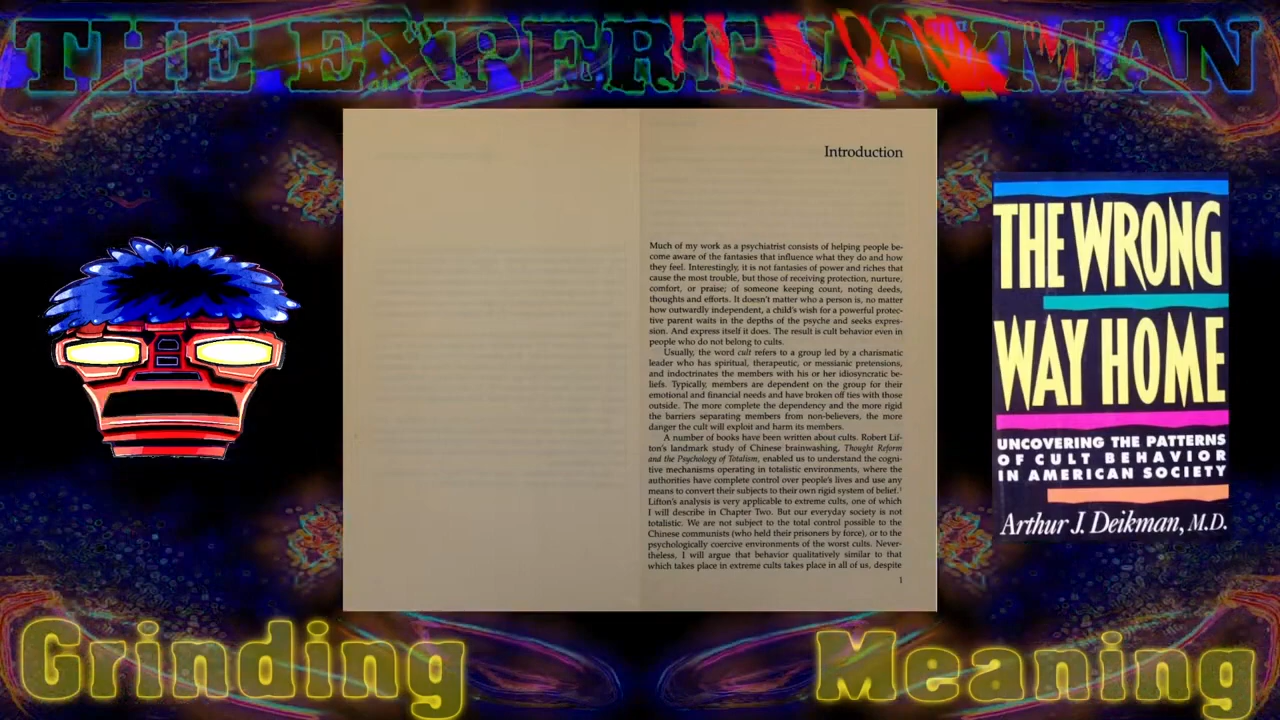 THE EXPERT LAYMAN
Introduction
Much of my work as a psychiatrist consists of helping people be-
come aware of the fantasies that influence what they do and how
they feel. Interestingly, it is not fantasies of power and riches that
cause the most trouble, but those of receiving protection, nurture,
comfort, or praise; of someone keeping count, noting deeds,
thoughts and efforts. It doesn't matter who a person is, no matter
how outwardly independent, a child's wish for a powerful protec-
tive parent waits in the depths of the psyche and seeks expres-
sion. And express itself it does. The result is cult behavior even in
people who do not belong to cults.
Usually, the word cult refers to a group led by a charismatic
leader who has spiritual, therapeutic, or messianic pretensions,
and indoctrinates the members with his or her idiosyncratic be-
liefs. Typically, members are dependent on the group for their
emotional and financial needs and have broken off ties with those
outside. The more complete the dependency and the more rigid
the barriers separating members from non-believers, the more
danger the cult will exploit and harm its members.
A number of books have been written about cults. Robert Lif-
ton's landmark study of Chinese brainwashing, Thought Reform
and the Psychology of Totalism, enabled us to understand the cogni-
tive mechanisms operating in totalistic environments, where the
authorities have complete control over people's lives and use any
means to convert their subjects to their own rigid system of belief.¹
Lifton's analysis is very applicable to extreme cults, one of which
I will describe in Chapter Two. But our everyday society is not
totalistic. We are not subject to the total control possible to the
Chinese communists (who held their prisoners by force), or to the
psychologically coercive environments of the worst cults. Never-
theless, I will argue that behavior qualitatively similar to that
which takes place in extreme cults takes place in all of us, despite
1
THE WRONG
WAY HOME
UNCOVERING THE PATTERNS
OF CULT BEHAVIOR
IN AMERICAN SOCIETY
Arthur J. Deikman, M.D.
Grinding
Meaning